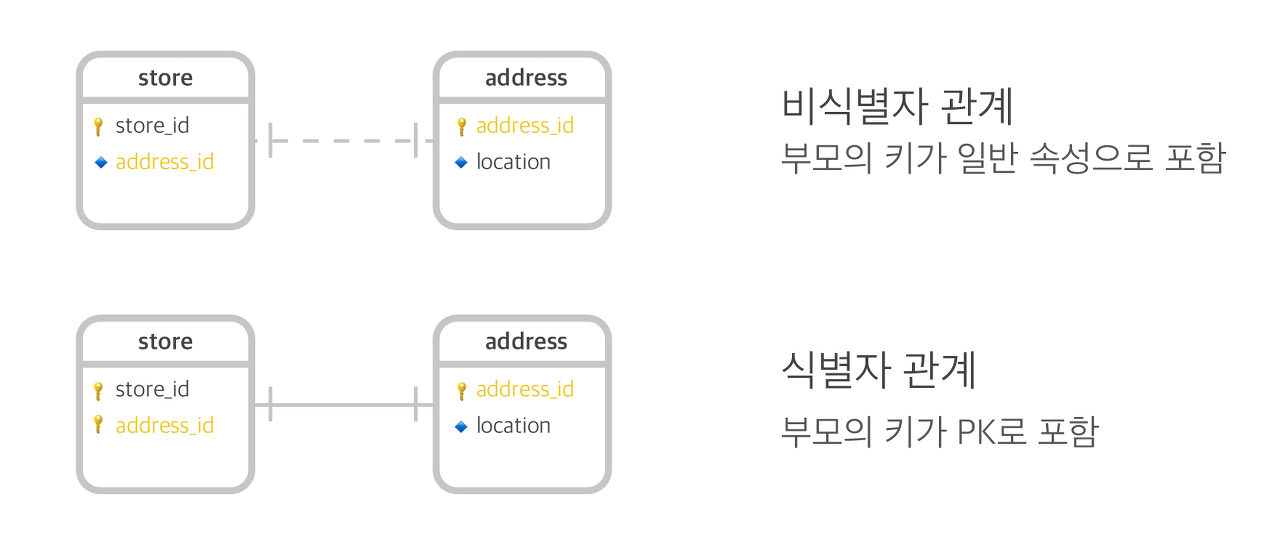 store
address
비식별자 관계
store_id
address_id
부모의 키가 일반 속성으로 포함
address_id
location
store
address
식별자 관계
store_id
address_id
address_id
location
부모의 키가 PK로 포함